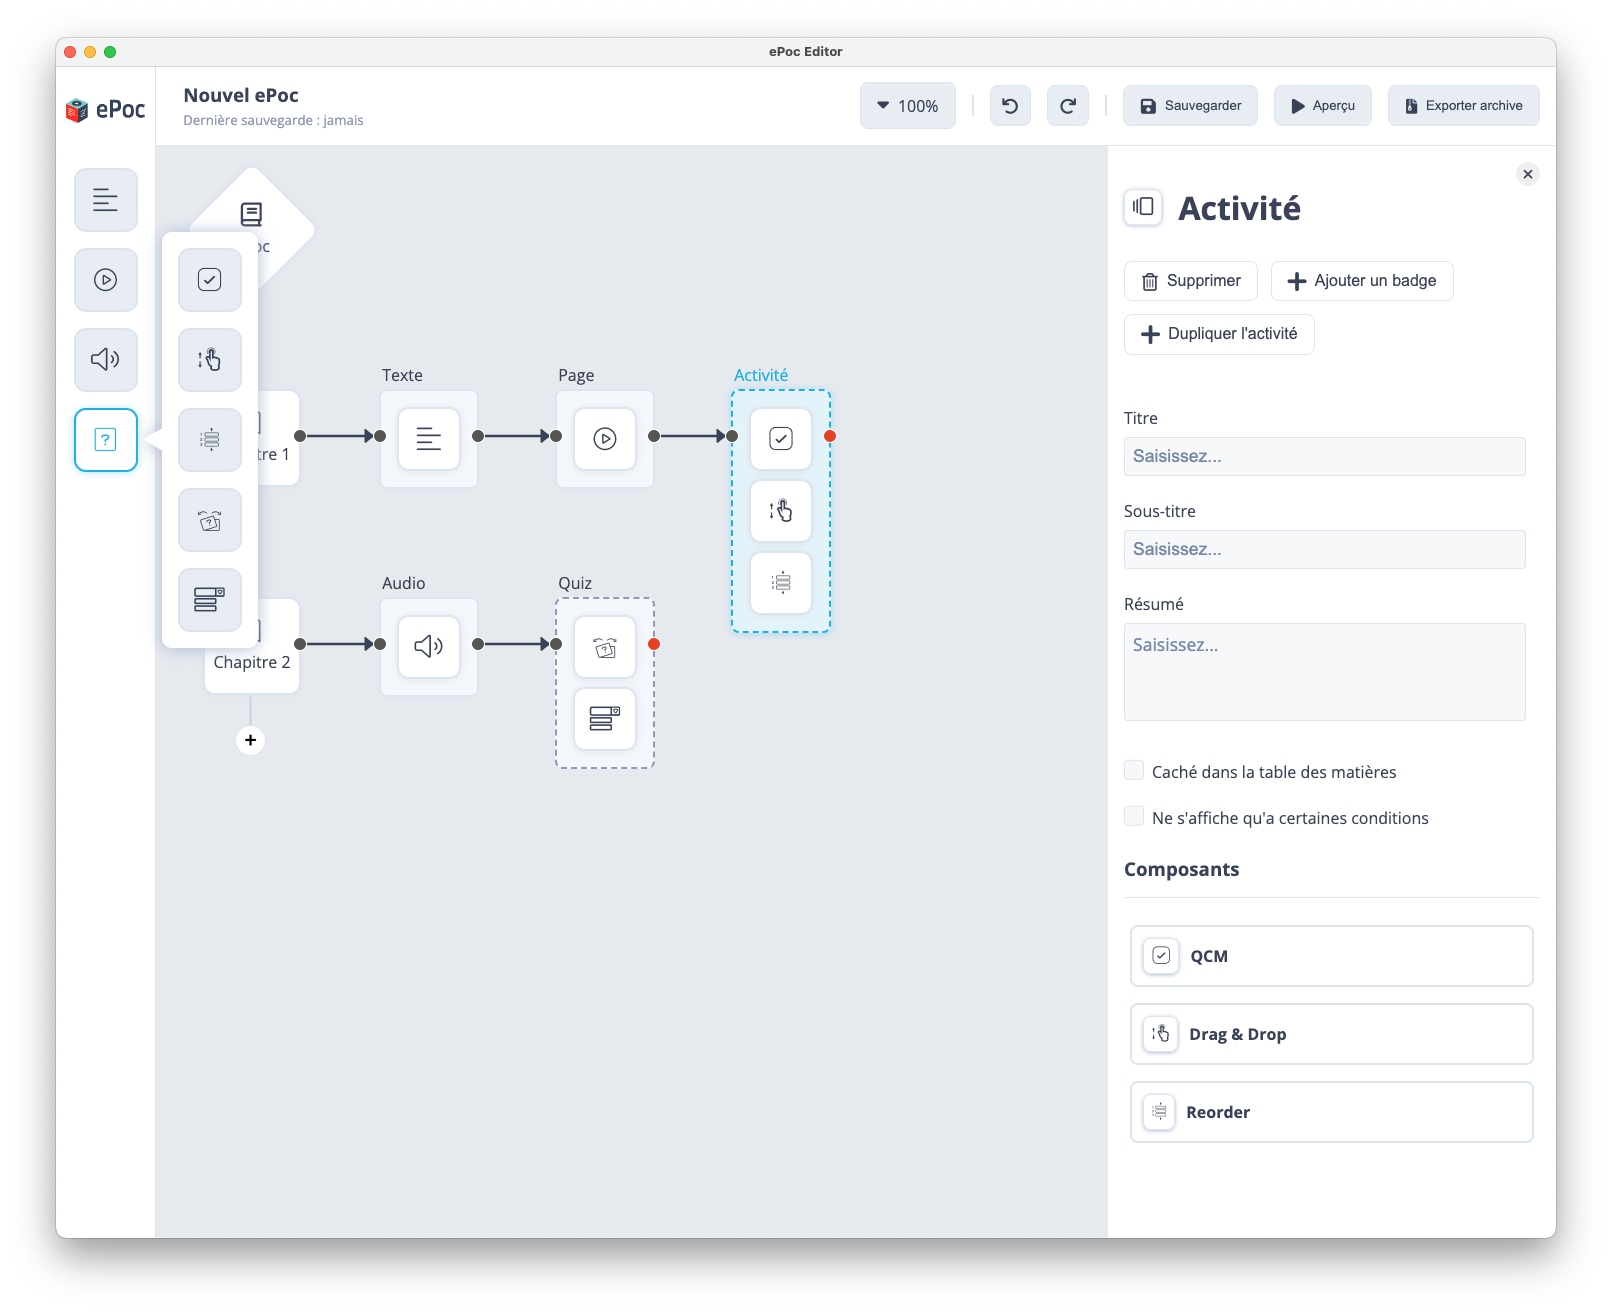 ePoc Editor
ePoc
Nouvel ePoc
Dernière sauvegarde : jamais
100%
Sauvegarder
Aperçu
Exporter archive
oc
Texte
Page
Activité
tre 1
Audio
Quiz
Chapitre 2
Activité
Supprimer
Ajouter un badge
Dupliquer l'activité
Titre
Saisissez...
Sous-titre
Saisissez...
Résumé
Saisissez...
Caché dans la table des matières
Ne s'affiche qu'a certaines conditions
Composants
QCM
Drag & Drop
Reorder